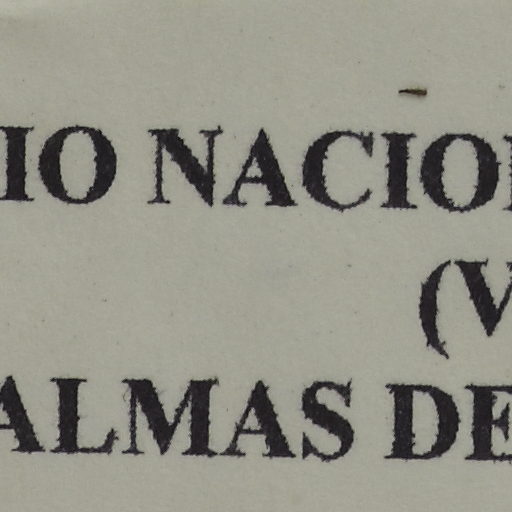 IO NACIO
(V
ALMAS DE